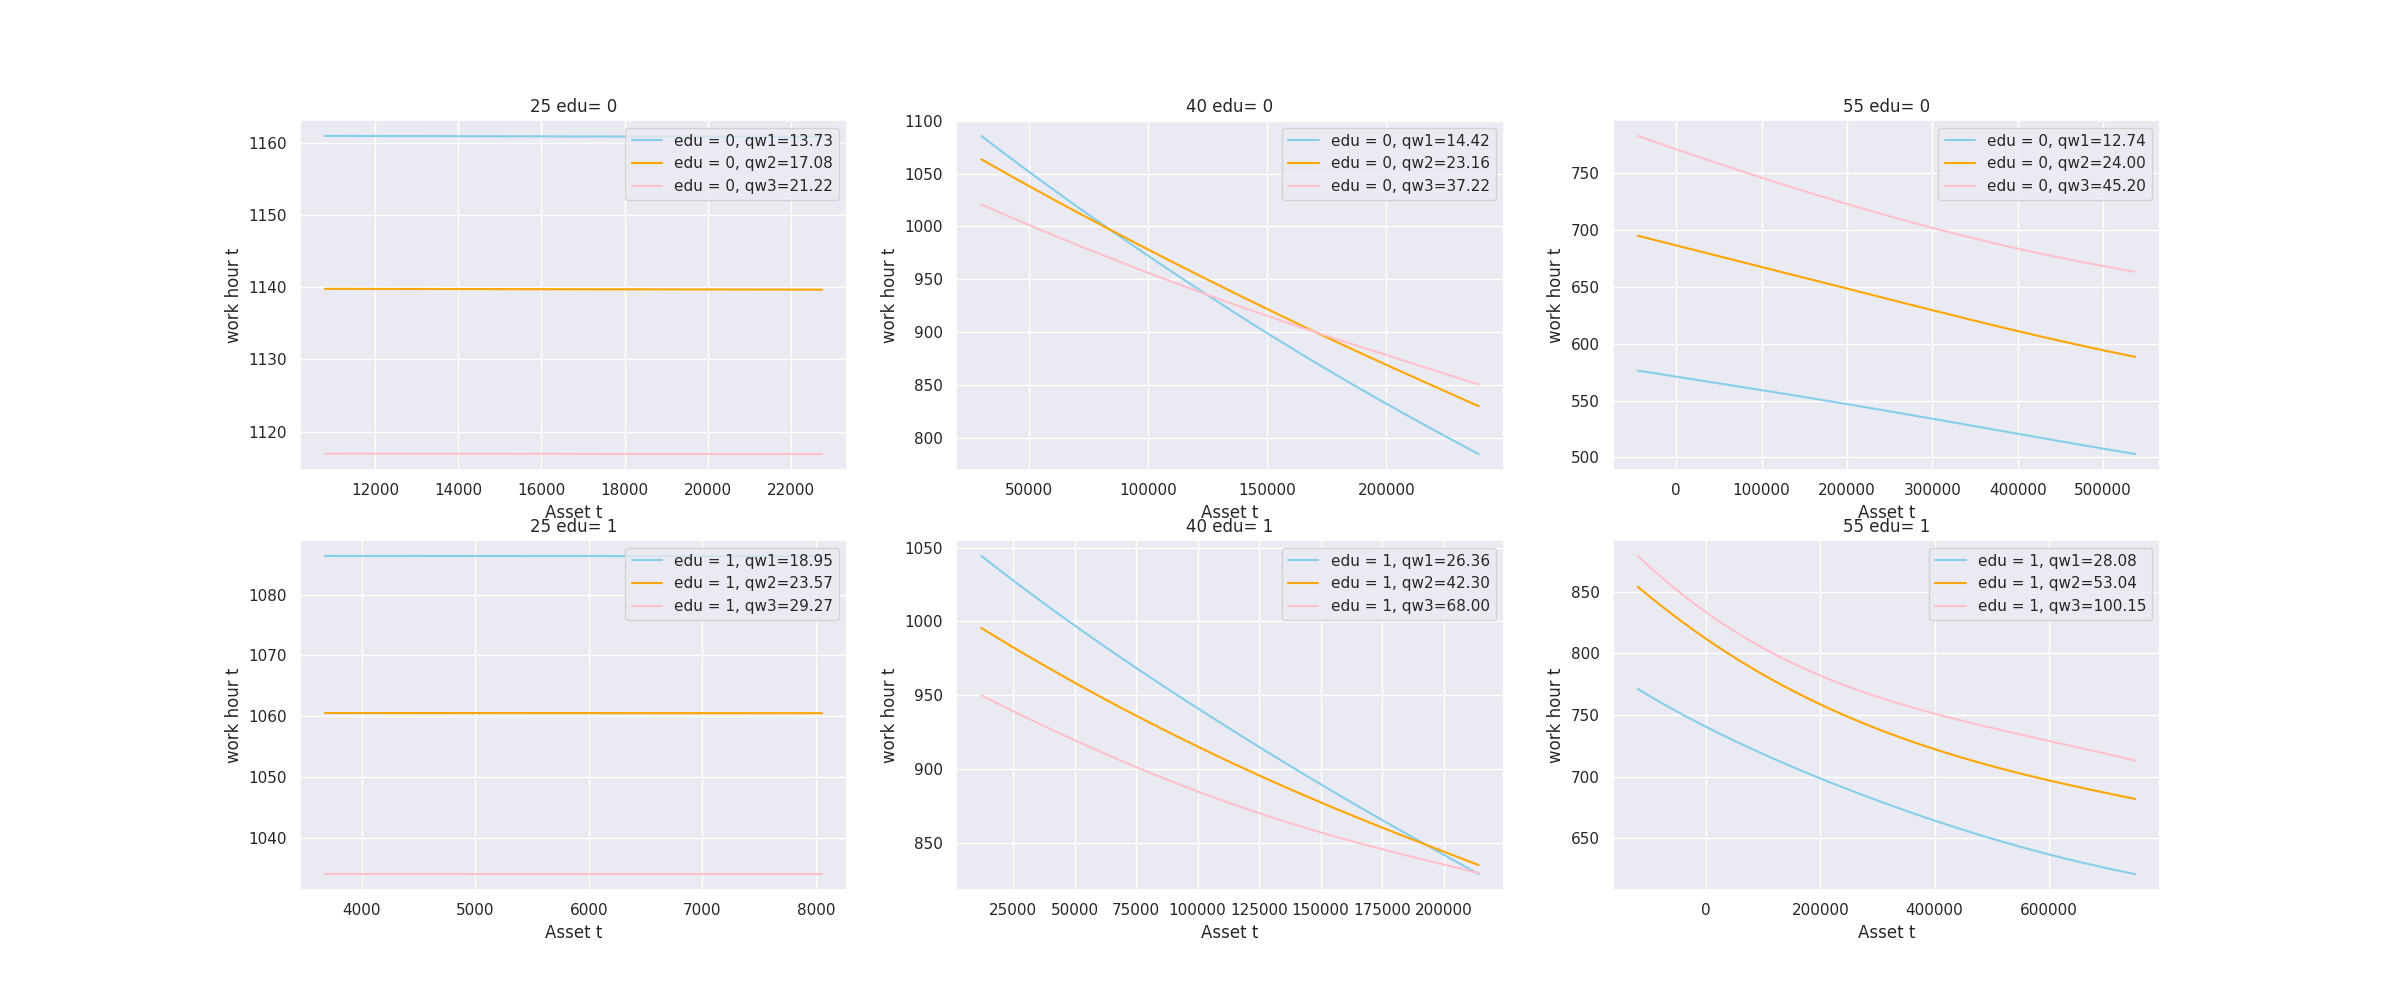 25 edu= 0
1160
1150
1140
1130
1120
work hour t
edu = 0, qw1=13.73
edu = 0, qw2=17.08
edu = 0, qw3=21.22
12000 14000 16000 18000 20000 22000
Asset t
40 edu= 0
1100
1050
1000
950
900
850
800
work hour t
edu = 0, qw1=14.42
edu = 0, qw2=23.16
edu = 0, qw3=37.22
50000 100000 150000 200000
Asset t
55 edu= 0
750
700
650
600
550
500
work hour t
edu = 0, qw1=12.74
edu = 0, qw2=24.00
edu = 0, qw3=45.20
0 100000 200000 300000 400000 500000
Asset t
25 edu= 1
1080
1070
1060
1050
1040
work hour t
edu = 1, qw1=18.95
edu = 1, qw2=23.57
edu = 1, qw3=29.27
4000 5000 6000 7000 8000
Asset t
40 edu= 1
1050
1000
950
900
850
work hour t
edu = 1, qw1=26.36
edu = 1, qw2=42.30
edu = 1, qw3=68.00
25000 50000 75000 100000 125000 150000 175000 200000
Asset t
55 edu= 1
850
800
750
700
650
work hour t
edu = 1, qw1=28.08
edu = 1, qw2=53.04
edu = 1, qw3=100.15
0 200000 400000 600000
Asset t